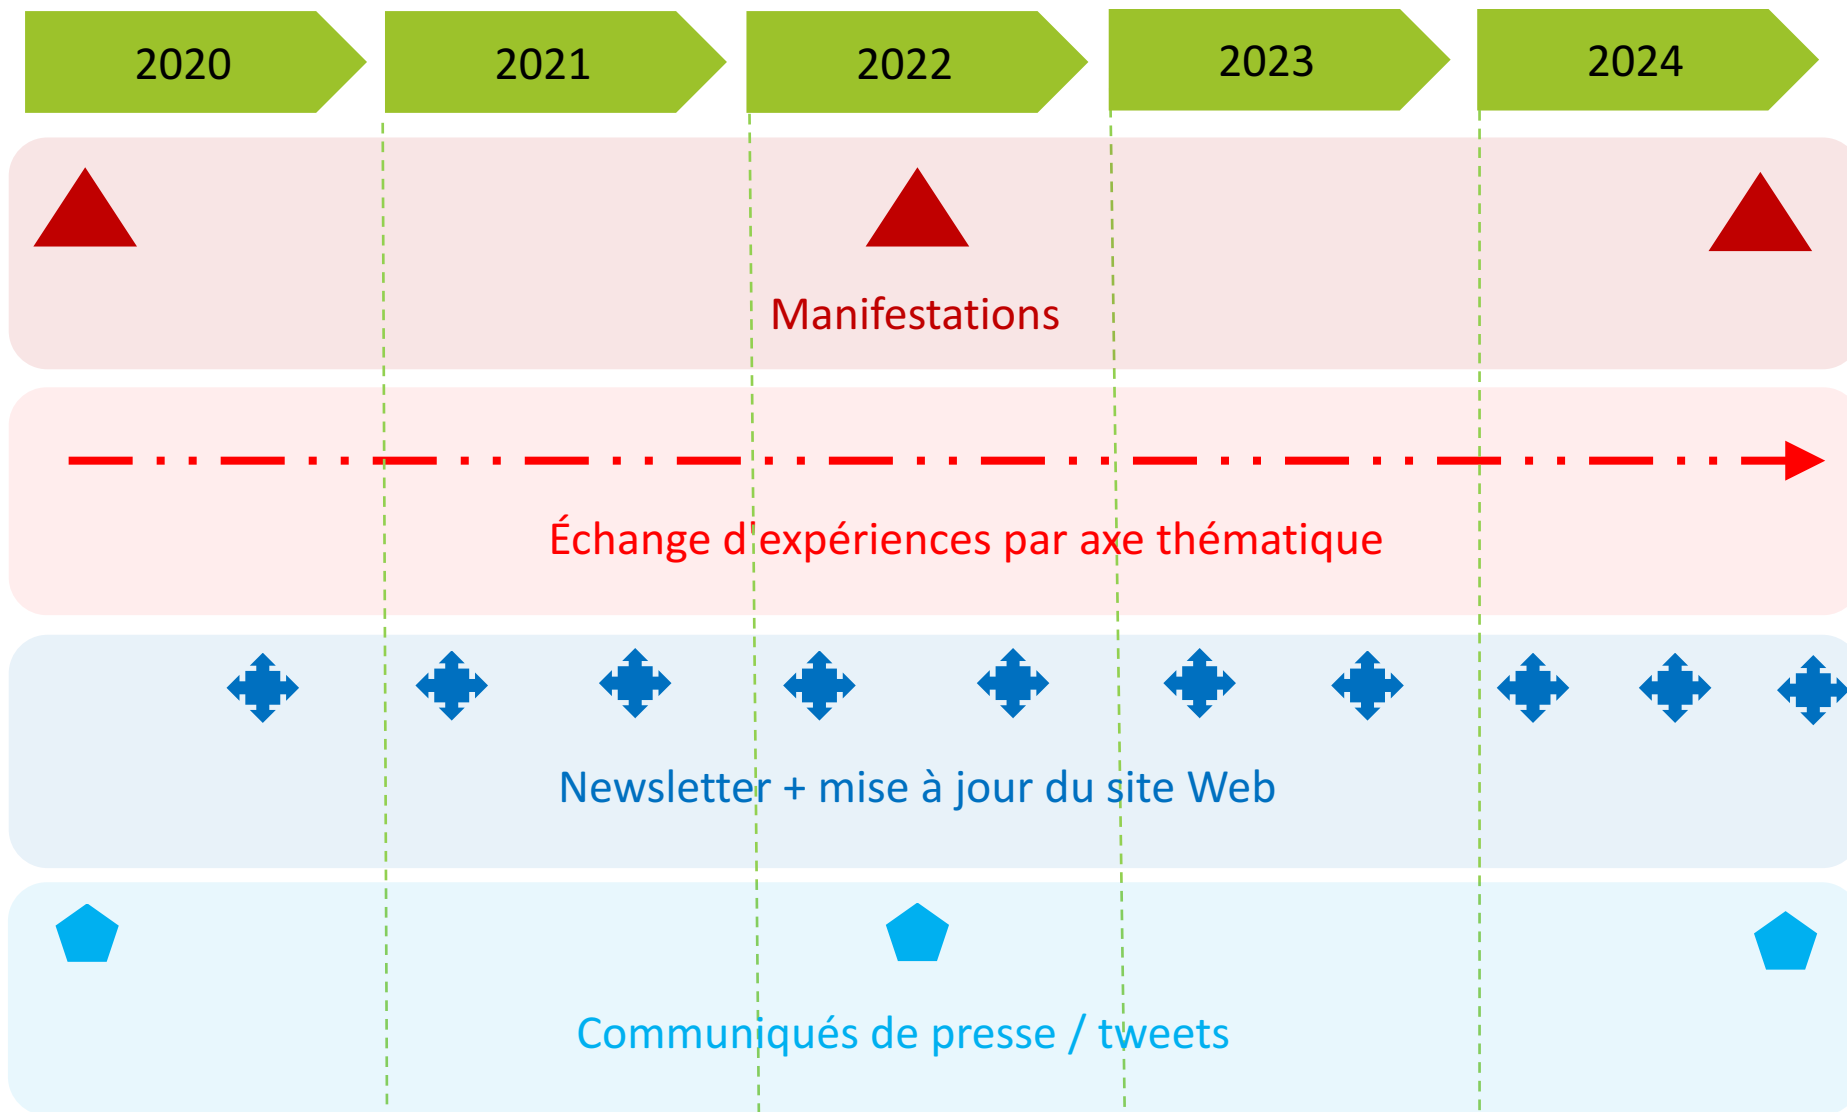 2020
2021
2022
2023
2024
Manifestations
Échange d'expériences par axe thématique
Newsletter + mise à jour du site Web
Communiqués de presse / tweets